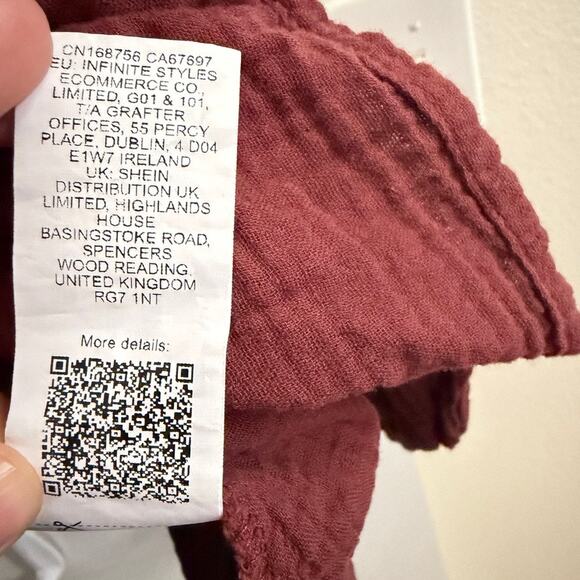 CN168756 CA67697
EU: INFINITE STYLES
ECOMMERCE CO.,
LIMITED, G01 & 101,
T/A GRAFTER
OFFICES, 55 PERCY
PLACE, DUBLIN, 4 D04
E1W7 IRELAND
UK: SHEIN
DISTRIBUTION UK
LIMITED, HIGHLANDS
HOUSE
BASINGSTOKE ROAD,
SPENCERS
WOOD READING,
UNITED KINGDOM
RG7 1NT
More details: